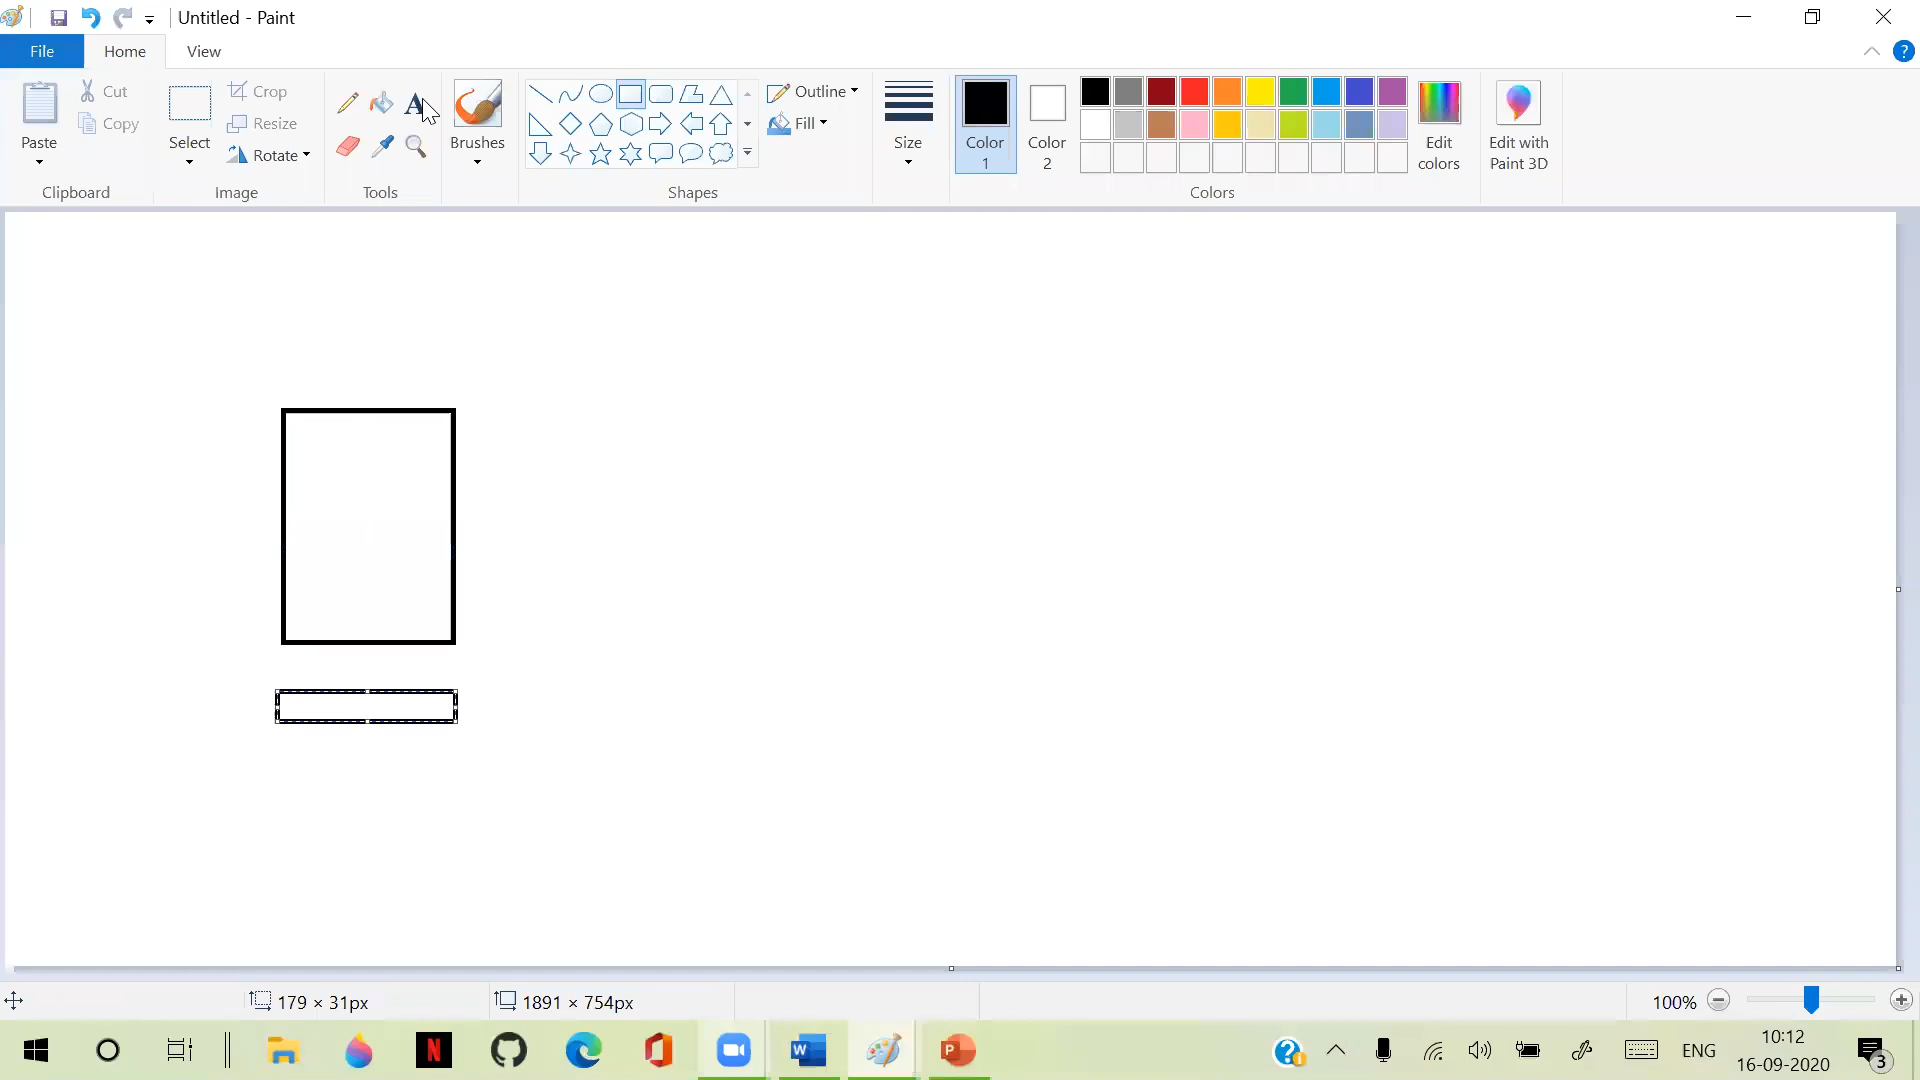 Untitled - Paint
File
Home
View
?
Paste
Cut
Copy
Clipboard
Select
Crop
Resize
Rotate
Image
A
Tools
Brushes
Outline
Fill
Shapes
Size
Color
1
Color
2
Edit
colors
Colors
Edit with
Paint 3D
179 × 31px
1891 × 754px
100%
N
W
P
?
ENG
10:12
16-09-2020
3